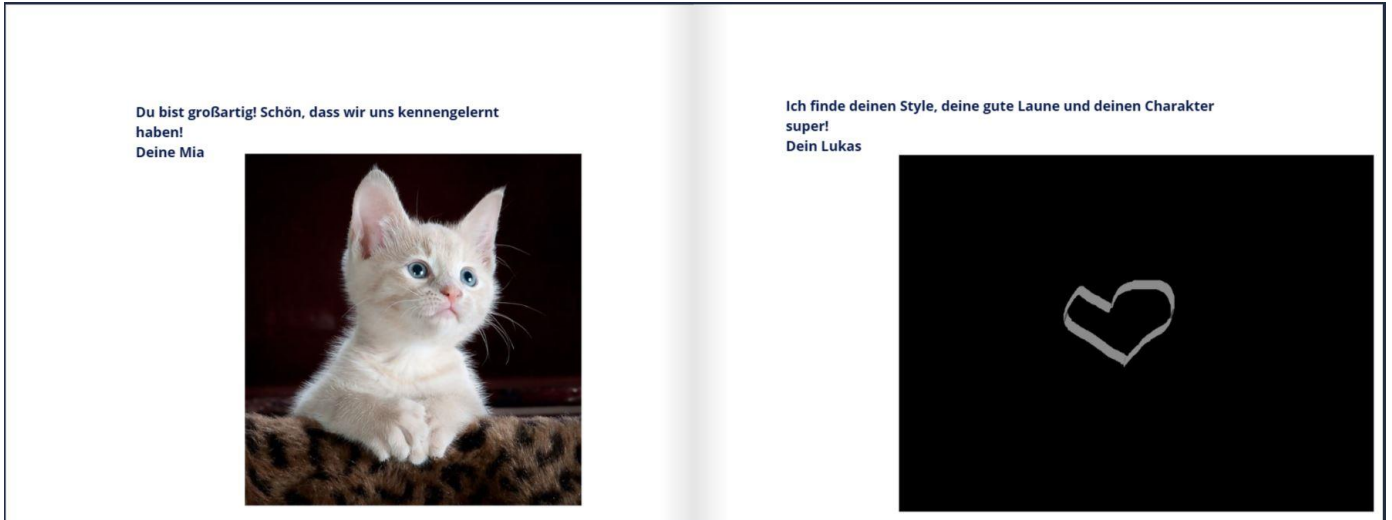 Du bist großartig! Schön, dass wir uns kennengelernt
haben!
Deine Mia
Ich finde deinen Style, deine gute Laune und deinen Charakter
super!
Dein Lukas